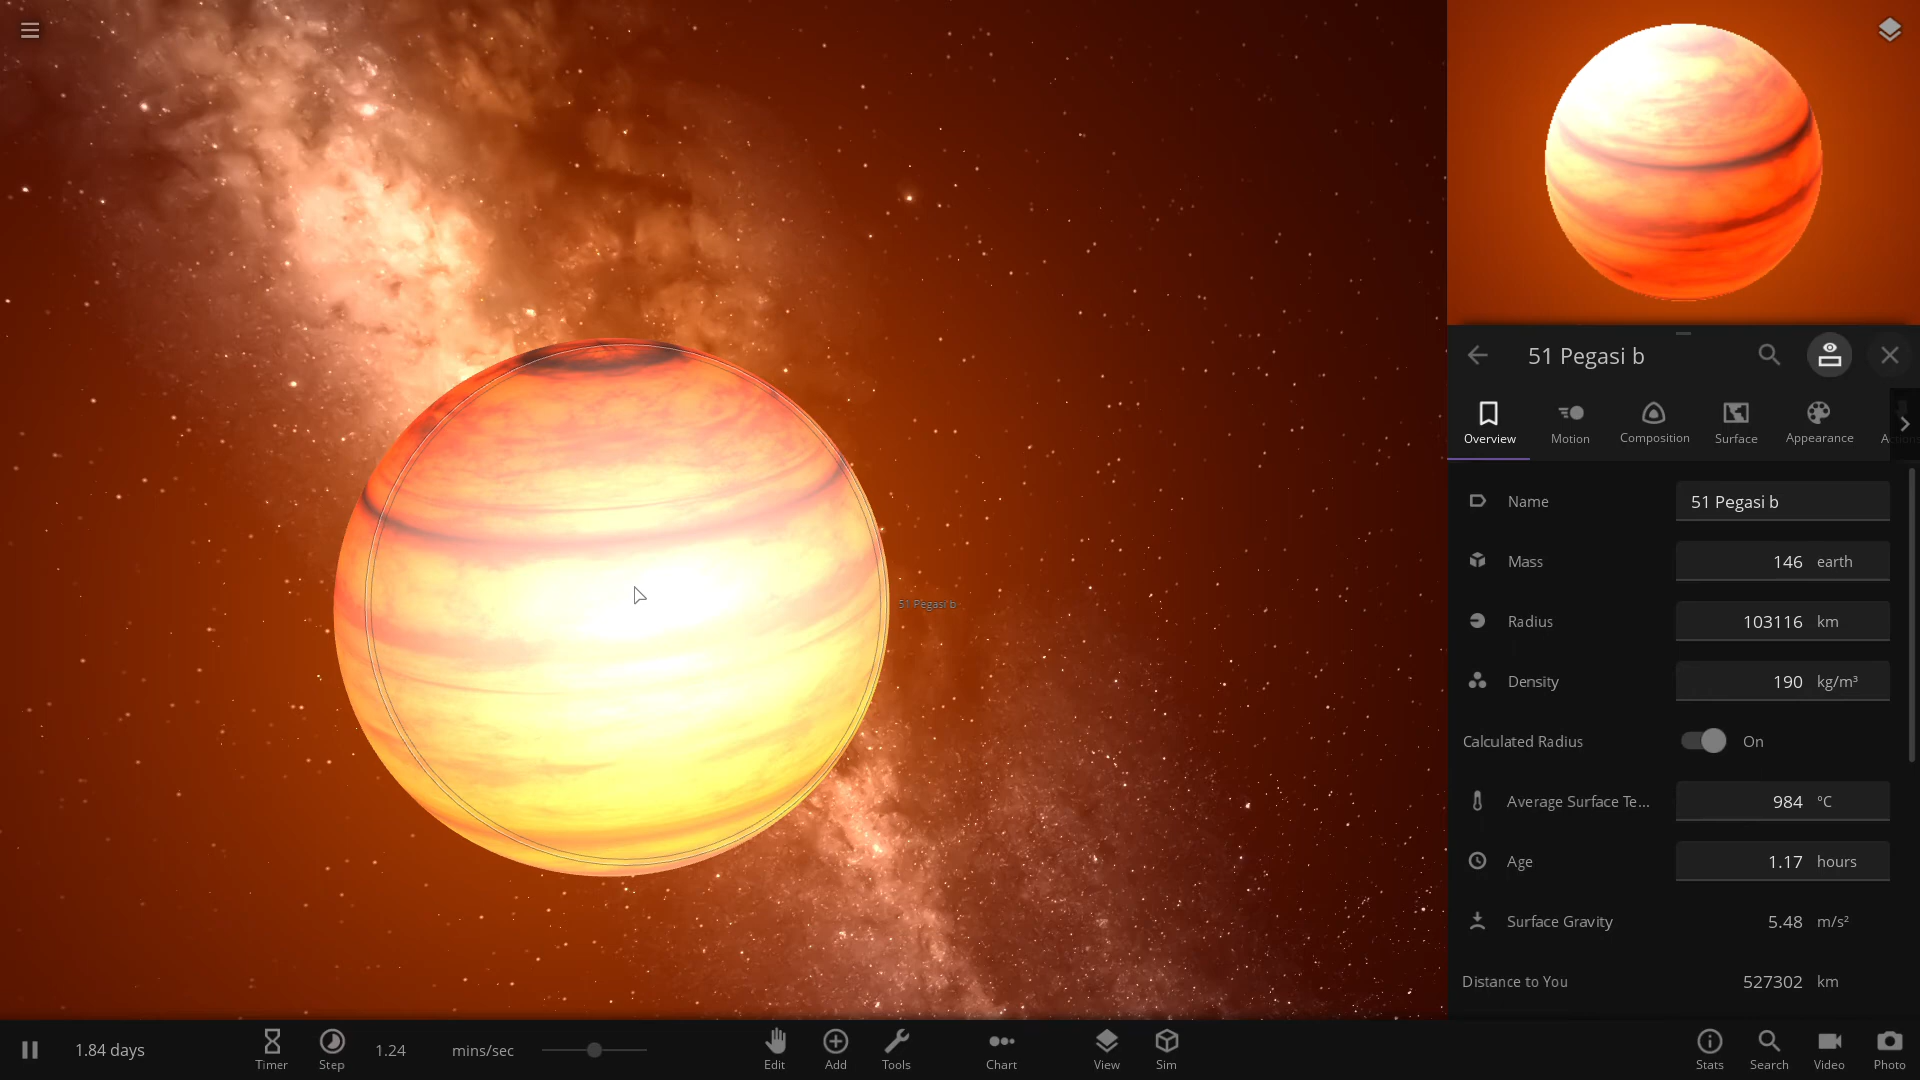 51 Pegasi b
Overview
Motion
Composition
Surface
Appearance
Name
51 Pegasi b
Mass
146 earth
Radius
103116 km
Density
190 kg/m³
Calculated Radius
On
Average Surface Te...
984 °C
Age
1.17 hours
Surface Gravity
5.48 m/s²
Distance to You
527302 km
51 Pegasi b
1.84 days
Timer
Step
1.24 mins/sec
Edit
Add
Tools
Chart
View
Sim
Stats
Search
Video
Photo